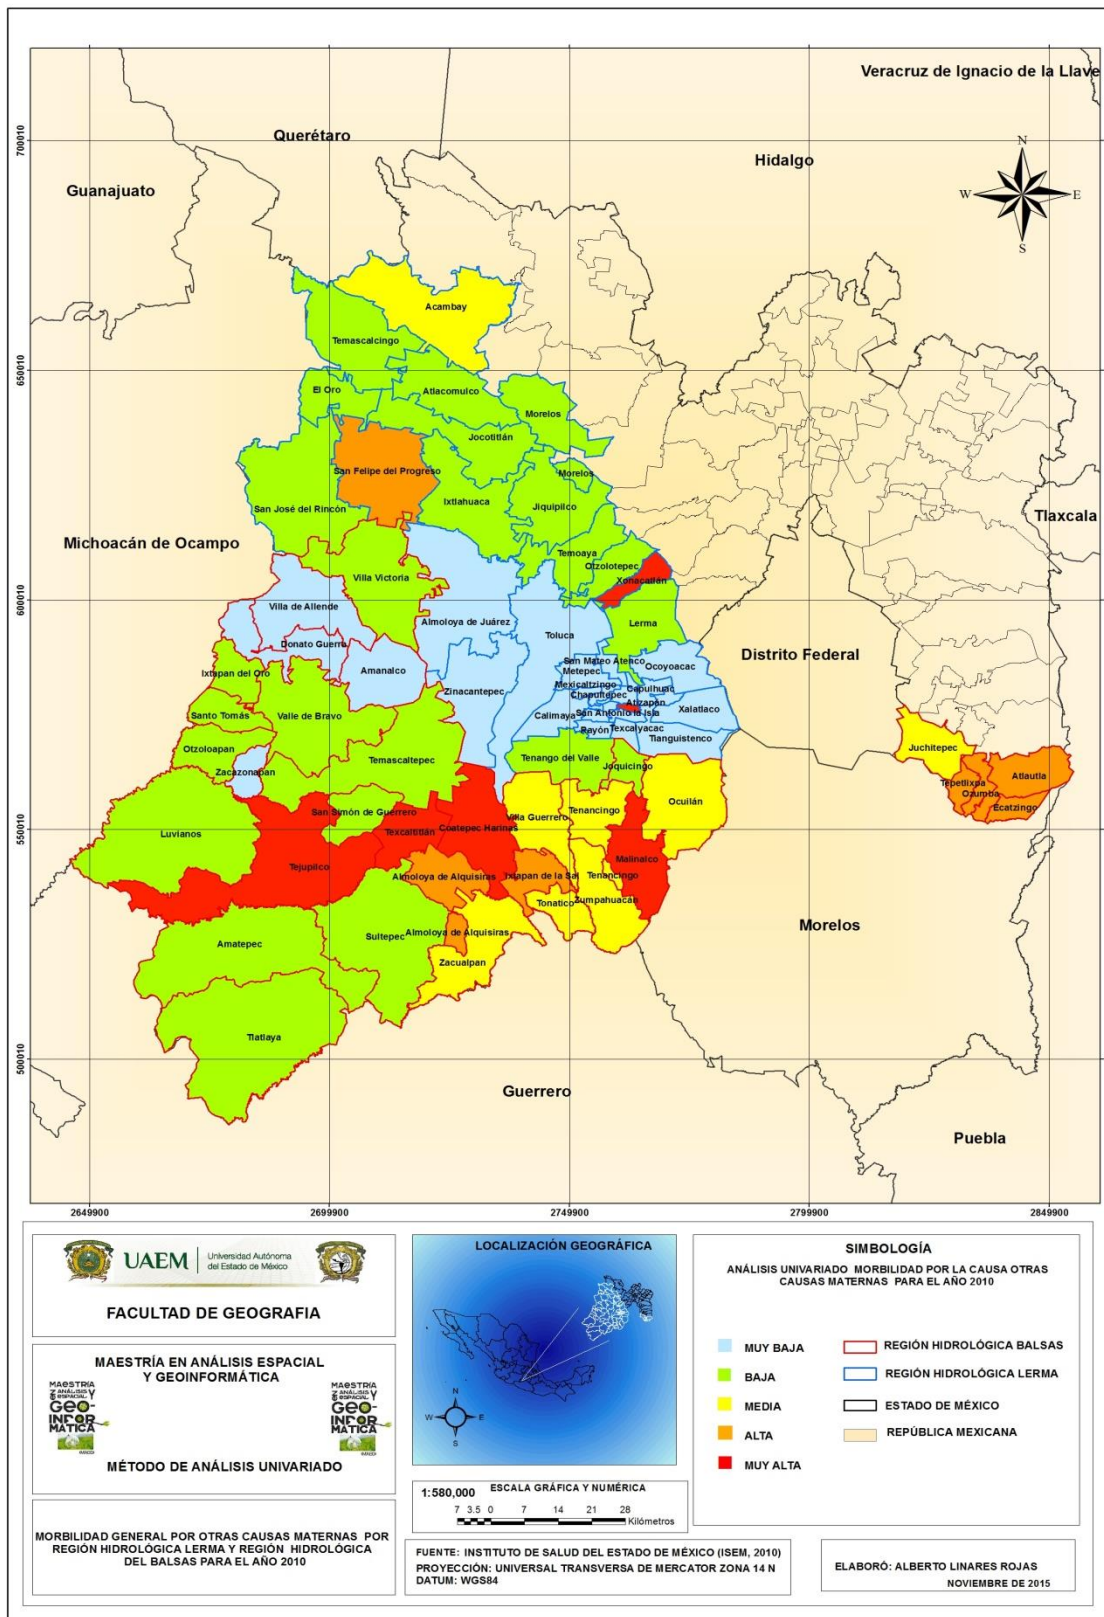 Veracruz de Ignacio de la Llave
Querétaro
Hidalgo
Guanajuato
N
W
E
S
700010
Acambay
Temascalcingo
650010
El Oro
Atlacomulco
Morelos
Jocotitlán
San Felipe del Progreso
Morelos
Ixtlahuaca
Jiquipilco
San José del Rincón
Tlaxcala
Michoacán de Ocampo
Temoaya
Otzolotepec
Villa Victoria
Xonacatlán
600010
Villa de Allende
Almoloya de Juárez
Toluca
Lerma
Donato Guerra
Distrito Federal
San Mateo Atenco
Ocoyoacac
Ixtapan del Oro
Amanalco
Metepec
Zinacantepec
Mexicaltzingo
Capulhuac
Chapultepec
Atizapán
Santo Tomás
Valle de Bravo
Calimaya
San Antonio la Isla
Xalatlaco
Rayón
Texcalyacac
Tianguistenco
Otzoloapan
Juchitepec
Temascaltepec
Tenango del Valle
Joquicingo
Zacazonapan
Tepetlixpa
Atlautla
Ozumba
Ecatzingo
San Simón de Guerrero
Villa Guerrero
Tenancingo
Ocuilán
550010
Luvianos
Texcaltitlán
Coatepec Harinas
Tejupilco
Malinalco
Almoloya de Alquisiras
Ixtapan de la Sal
Tenancingo
Tonatico
Zumpahuacán
Morelos
Amatepec
Sultepec
Almoloya de Alquisiras
Zacualpan
Tlatlaya
500010
Guerrero
Puebla
2649900
2699900
2749900
2799900
2849900
UAEM
Universidad Autónoma
del Estado de México
FACULTAD DE GEOGRAFIA
MAESTRÍA EN ANÁLISIS ESPACIAL
Y GEOINFORMÁTICA
MAESTRÍA
ANÁLISIS
ESPACIAL Y
GEO-
INFOR
MÁTICA
MAESTRÍA
ANÁLISIS
ESPACIAL Y
GEO-
INFOR
MÁTICA
MÉTODO DE ANÁLISIS UNIVARIADO
MORBILIDAD GENERAL POR OTRAS CAUSAS MATERNAS POR
REGIÓN HIDROLÓGICA LERMA Y REGIÓN HIDROLÓGICA
DEL BALSAS PARA EL AÑO 2010
LOCALIZACIÓN GEOGRÁFICA
N
W
E
S
1:580,000
ESCALA GRÁFICA Y NUMÉRICA
7 3.5 0 7 14 21 28
Kilómetros
FUENTE: INSTITUTO DE SALUD DEL ESTADO DE MÉXICO (ISEM, 2010)
PROYECCIÓN: UNIVERSAL TRANSVERSA DE MERCATOR ZONA 14 N
DATUM: WGS84
SIMBOLOGÍA
ANÁLISIS UNIVARIADO MORBILIDAD POR LA CAUSA OTRAS
CAUSAS MATERNAS PARA EL AÑO 2010
MUY BAJA
BAJA
MEDIA
ALTA
MUY ALTA
REGIÓN HIDROLÓGICA BALSAS
REGIÓN HIDROLÓGICA LERMA
ESTADO DE MÉXICO
REPÚBLICA MEXICANA
ELABORÓ: ALBERTO LINARES ROJAS
NOVIEMBRE DE 2015